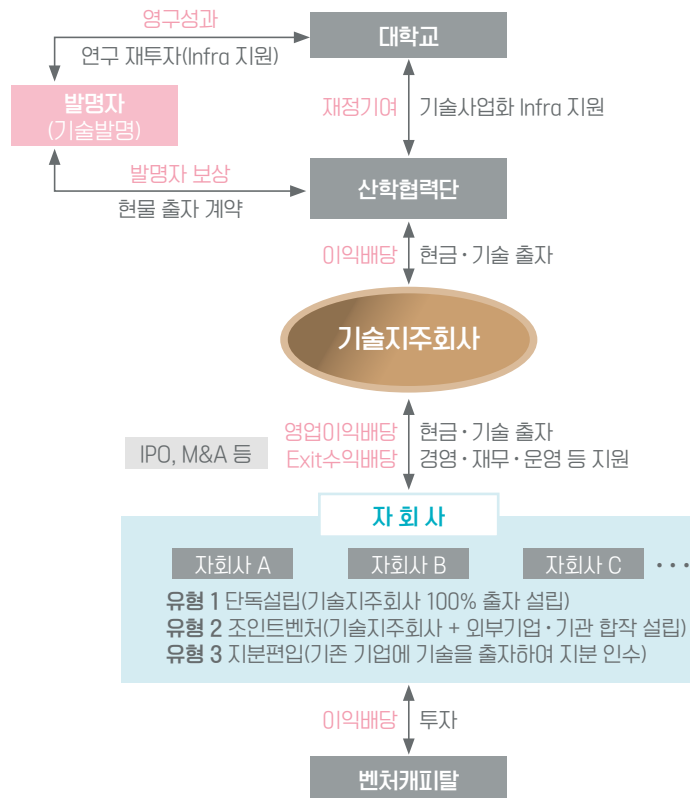 영구성과
대학교
연구 재투자(Infra 지원)
발명자
(기술발명)
재정기여 기술사업화 Infra 지원
발명자 보상
산학협력단
현물 출자 계약
이익배당 현금·기술 출자
기술지주회사
영업이익배당 현금·기술 출자
IPO, M&A 등
Exit수익배당 경영·재무·운영 등 지원
자 회 사
자회사 A 자회사 B 자회사 C ···
유형 1 단독설립(기술지주회사 100% 출자 설립)
유형 2 조인트벤처(기술지주회사 + 외부기업·기관 합작 설립)
유형 3 지분편입(기존 기업에 기술을 출자하여 지분 인수)
이익배당 투자
벤처캐피탈